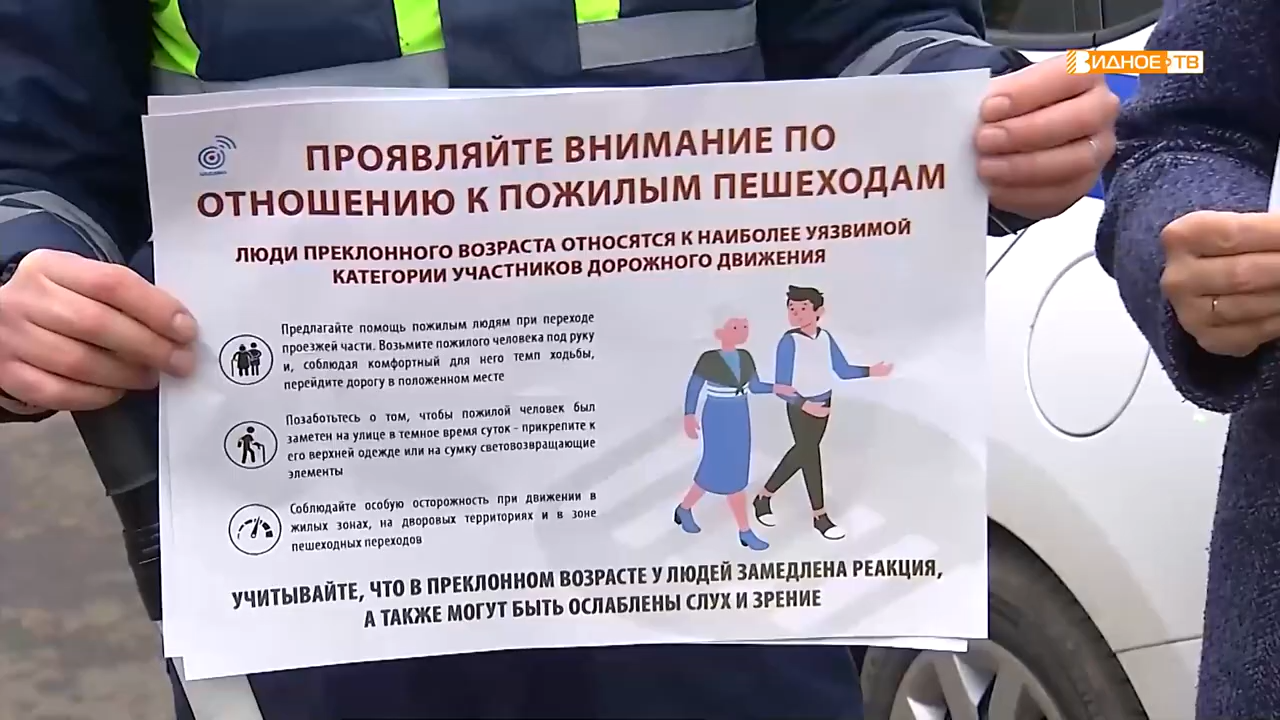 ВИДНОЕ ТВ
ПРОЯВЛЯЙТЕ ВНИМАНИЕ ПО
ОТНОШЕНИЮ К ПОЖИЛЫМ ПЕШЕХОДАМ
ЛЮДИ ПРЕКЛОННОГО ВОЗРАСТА ОТНОСЯТСЯ К НАИБОЛЕЕ УЯЗВИМОЙ
КАТЕГОРИИ УЧАСТНИКОВ ДОРОЖНОГО ДВИЖЕНИЯ
Предлагайте помощь пожилым людям при переходе
проезжей части. Возьмите пожилого человека под руку
и, соблюдая комфортный для него темп ходьбы,
перейдите дорогу в положенном месте
Позаботьтесь о том, чтобы пожилой человек был
заметен на улице в темное время суток - прикрепите к
его верхней одежде или на сумку световозвращающие
элементы
Соблюдайте особую осторожность при движении в
жилых зонах, на дворовых территориях и в зоне
пешеходных переходов
УЧИТЫВАЙТЕ, ЧТО В ПРЕКЛОННОМ ВОЗРАСТЕ У ЛЮДЕЙ ЗАМЕДЛЕНА РЕАКЦИЯ,
А ТАКЖЕ МОГУТ БЫТЬ ОСЛАБЛЕНЫ СЛУХ И ЗРЕНИЕ